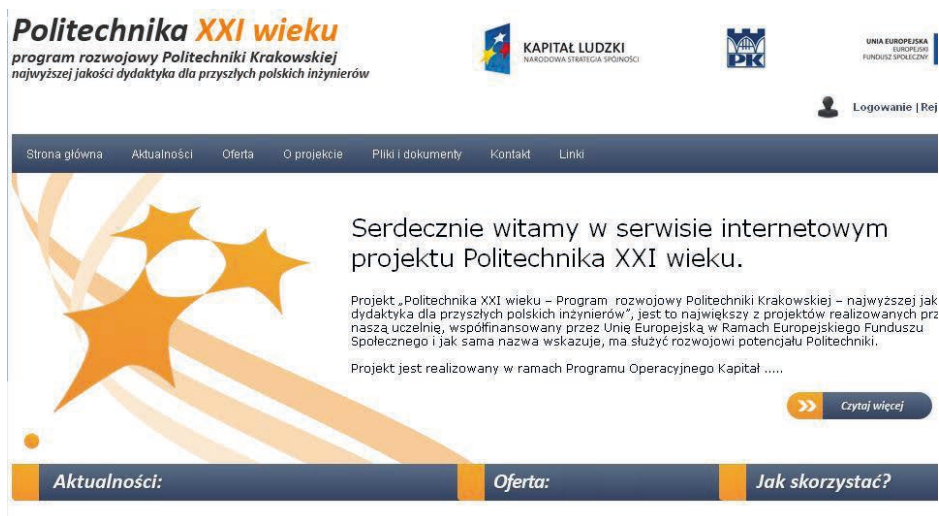 Politechnika XXI wieku
program rozwojowy Politechniki Krakowskiej
najwyższej jakości dydaktyka dla przyszłych polskich inżynierów
KAPITAŁ LUDZKI
NARODOWA STRATEGIA SPÓJNOŚCI
PK
UNIA EUROPEJSKA
EUROPEJSKI
FUNDUSZ SPOŁECZNY
Logowanie | Rej
Strona główna Aktualności Oferta O projekcie Pliki i dokumenty Kontakt Linki
Serdecznie witamy w serwisie internetowym
projektu Politechnika XXI wieku.
Projekt „Politechnika XXI wieku – Program rozwojowy Politechniki Krakowskiej – najwyższej jak
dydaktyka dla przyszłych polskich inżynierów”, jest to największy z projektów realizowanych prz
naszą uczelnię, współfinansowany przez Unię Europejską w Ramach Europejskiego Funduszu
Społecznego i jak sama nazwa wskazuje, ma służyć rozwojowi potencjału Politechniki.
Projekt jest realizowany w ramach Programu Operacyjnego Kapitał .....
Czytaj więcej
Aktualności: Oferta: Jak skorzystać?